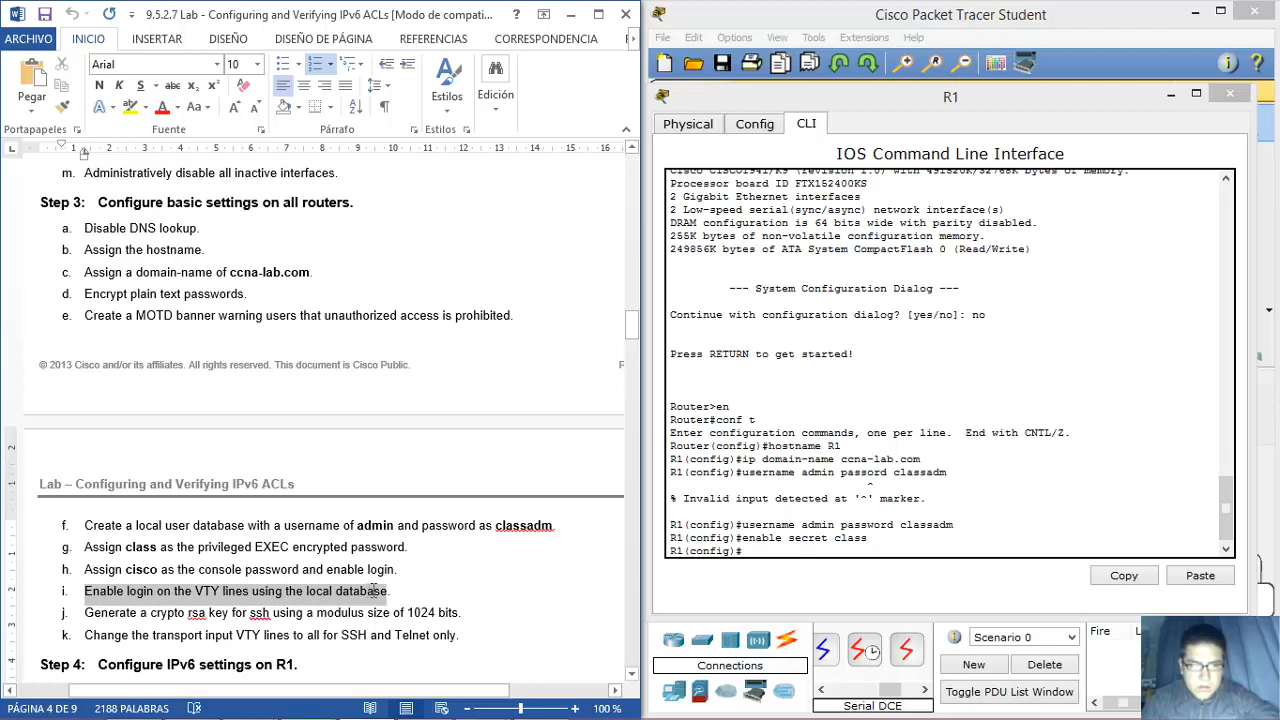 9.5.2.7 Lab - Configuring and Verifying IPv6 ACLs [Modo de compati...
ARCHIVO INICIO INSERTAR DISEÑO DISEÑO DE PÁGINA REFERENCIAS CORRESPONDENCIA
Arial 10
Pegar
N K S abc x₂ x²
Estilos
Edición
Portapapeles Fuente Párrafo Estilos
m. Administratively disable all inactive interfaces.
Step 3: Configure basic settings on all routers.
a. Disable DNS lookup.
b. Assign the hostname.
c. Assign a domain-name of ccna-lab.com.
d. Encrypt plain text passwords.
e. Create a MOTD banner warning users that unauthorized access is prohibited.
© 2013 Cisco and/or its affiliates. All rights reserved. This document is Cisco Public.
Lab – Configuring and Verifying IPv6 ACLs
f. Create a local user database with a username of admin and password as classadm.
g. Assign class as the privileged EXEC encrypted password.
h. Assign cisco as the console password and enable login.
i. Enable login on the VTY lines using the local database.
j. Generate a crypto rsa key for ssh using a modulus size of 1024 bits.
k. Change the transport input VTY lines to all for SSH and Telnet only.
Step 4: Configure IPv6 settings on R1.
PÁGINA 4 DE 9 2188 PALABRAS 100 %
Cisco Packet Tracer Student
File Edit Options View Tools Extensions Help
R1
Physical Config CLI
IOS Command Line Interface
Cisco CISCO1941/K9 (revision 1.0) with 491520K/32768K bytes of memory.
Processor board ID FTX152400KS
2 Gigabit Ethernet interfaces
2 Low-speed serial(sync/async) network interface(s)
DRAM configuration is 64 bits wide with parity disabled.
255K bytes of non-volatile configuration memory.
249856K bytes of ATA System CompactFlash 0 (Read/Write)
--- System Configuration Dialog ---
Continue with configuration dialog? [yes/no]: no
Press RETURN to get started!
Router>en
Router#conf t
Enter configuration commands, one per line. End with CNTL/Z.
Router(config)#hostname R1
R1(config)#ip domain-name ccna-lab.com
R1(config)#username admin passord classadm
^
% Invalid input detected at '^' marker.
R1(config)#username admin password classadm
R1(config)#enable secret class
R1(config)#
Copy Paste
Connections
Serial DCE
Scenario 0
New Delete
Toggle PDU List Window
Fire